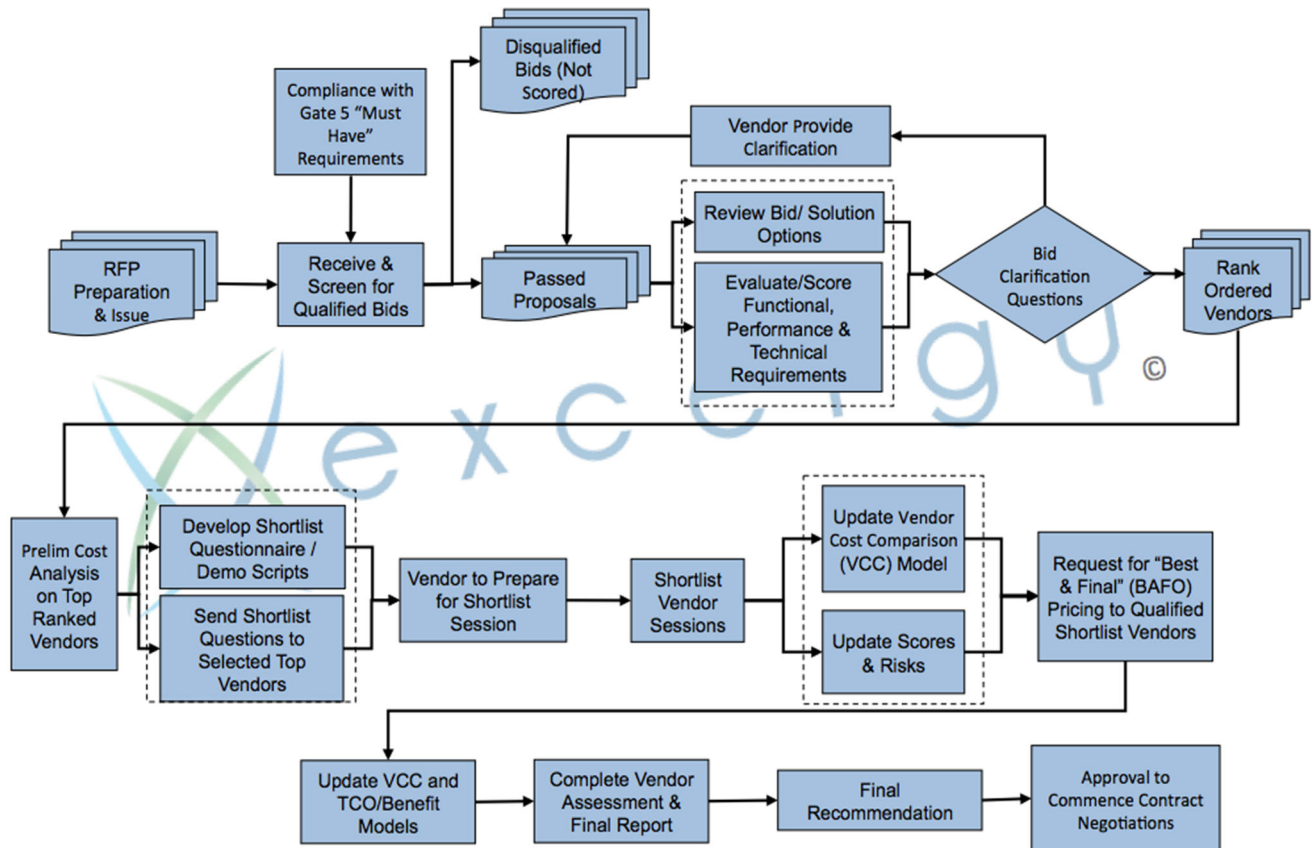 Disqualified
Bids (Not
Scored)
Compliance with
Gate 5 “Must
Have”
Requirements
Vendor Provide
Clarification
RFP
Preparation
& Issue
Receive &
Screen for
Qualified Bids
Passed
Proposals
Review Bid/ Solution
Options
Evaluate/Score
Functional,
Performance &
Technical
Requirements
Bid
Clarification
Questions
Rank
Ordered
Vendors
excergy ©
Prelim Cost
Analysis
on Top
Ranked
Vendors
Develop Shortlist
Questionnaire /
Demo Scripts
Send Shortlist
Questions to
Selected Top
Vendors
Vendor to Prepare
for Shortlist
Session
Shortlist
Vendor
Sessions
Update Vendor
Cost Comparison
(VCC) Model
Update Scores
& Risks
Request for “Best
& Final” (BAFO)
Pricing to Qualified
Shortlist Vendors
Update VCC and
TCO/Benefit
Models
Complete Vendor
Assessment &
Final Report
Final
Recommendation
Approval to
Commence Contract
Negotiations